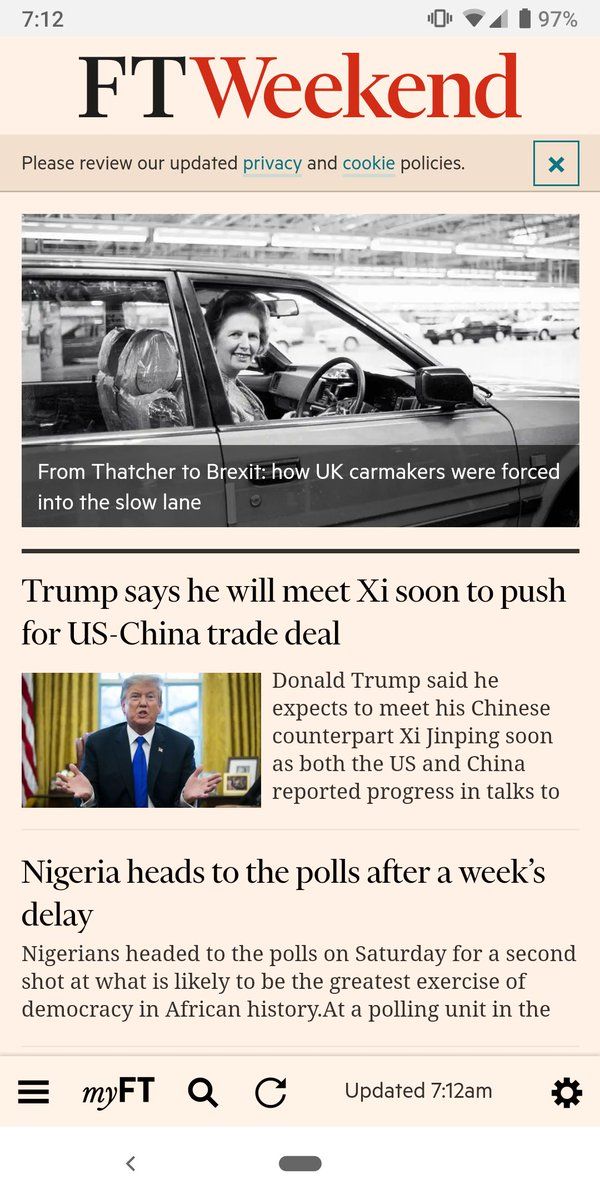 7:12
97%
FTWeekend
Please review our updated privacy and cookie policies.
From Thatcher to Brexit: how UK carmakers were forced
into the slow lane
Trump says he will meet Xi soon to push
for US-China trade deal
Donald Trump said he
expects to meet his Chinese
counterpart Xi Jinping soon
as both the US and China
reported progress in talks to
Nigeria heads to the polls after a week’s
delay
Nigerians headed to the polls on Saturday for a second
shot at what is likely to be the greatest exercise of
democracy in African history.At a polling unit in the
myFT
Updated 7:12am